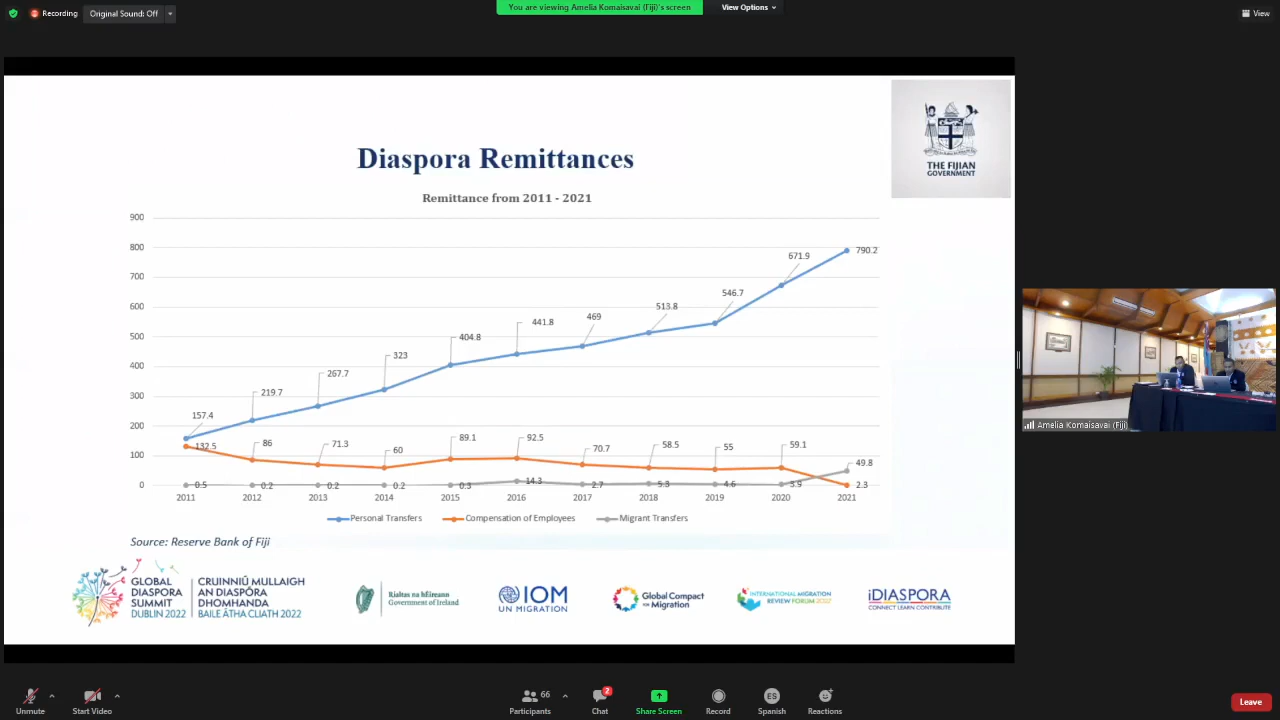 Recording
Original Sound: Off
You are viewing Amelia Komaisavai (Fiji)'s screen
View Options
View
THE FIJIAN
GOVERNMENT
Diaspora Remittances
Remittance from 2011 - 2021
900
800
700
600
500
400
300
200
100
0
157.4
219.7
267.7
323
404.8
441.8
469
513.8
546.7
671.9
790.2
132.5
86
71.3
60
89.1
92.5
70.7
58.5
55
59.1
2.3
0.5
0.2
0.2
0.2
0.3
14.3
2.7
5.3
4.6
3.9
49.8
2011 2012 2013 2014 2015 2016 2017 2018 2019 2020 2021
Personal Transfers Compensation of Employees Migrant Transfers
Source: Reserve Bank of Fiji
GLOBAL
DIASPORA
SUMMIT
DUBLIN 2022
CRUINNIÚ MULLAIGH
AN DIASPÓRA
DHOMHANDA
BAILE ÁTHA CLIATH 2022
Rialtas na hÉireann
Government of Ireland
IOM
UN MIGRATION
Global Compact
for Migration
INTERNATIONAL MIGRATION
REVIEW FORUM 2022
iDIASPORA
CONNECT LEARN CONTRIBUTE
Amelia Komaisavai (Fiji)
Unmute
Start Video
66
Participants
2
Chat
Share Screen
Record
ES
Spanish
Reactions
Leave